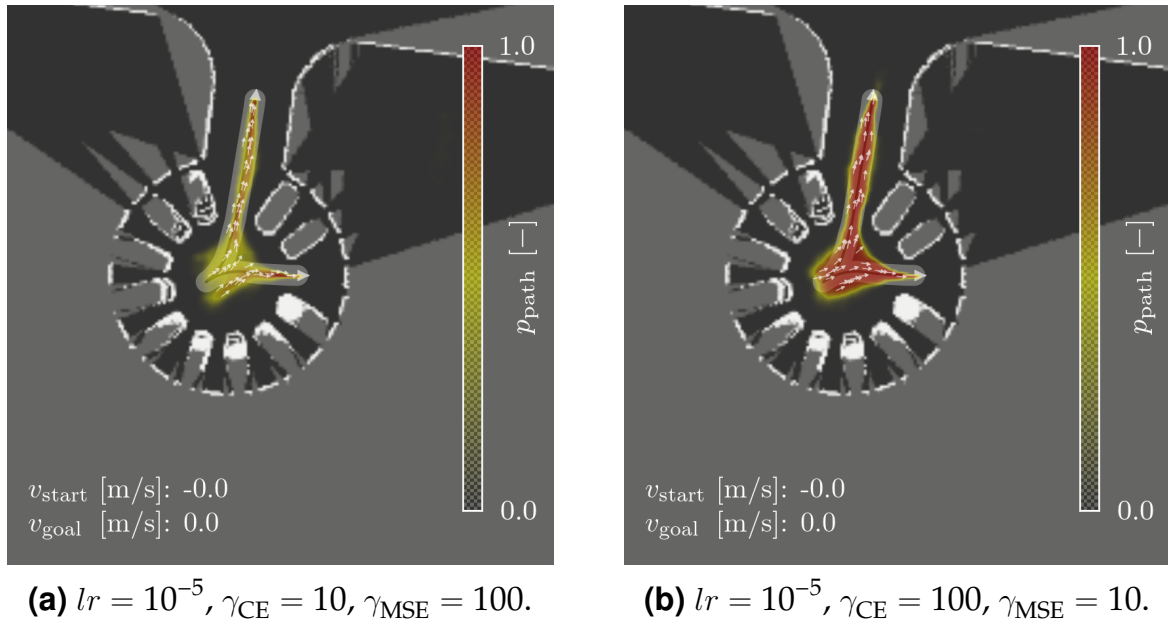 1.0
p_path [−]
0.0
v_start [m/s]: -0.0
v_goal [m/s]: 0.0
(a) lr = 10⁻⁵, γ_CE = 10, γ_MSE = 100.
1.0
p_path [−]
0.0
v_start [m/s]: -0.0
v_goal [m/s]: 0.0
(b) lr = 10⁻⁵, γ_CE = 100, γ_MSE = 10.